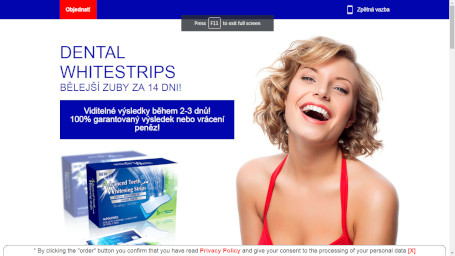 Objednati
Zpětná vazba
Press F11 to exit full screen
DENTAL
WHITESTRIPS
BĚLEJŠÍ ZUBY ZA 14 DNI!
Viditelné výsledky během 2-3 dnů!
100% garantovaný výsledek nebo vrácení
peněz!
Advanced Teeth
Whitening Strips
* By clicking the "order" button you confirm that you have read Privacy Policy and give your consent to the processing of your personal data [X]